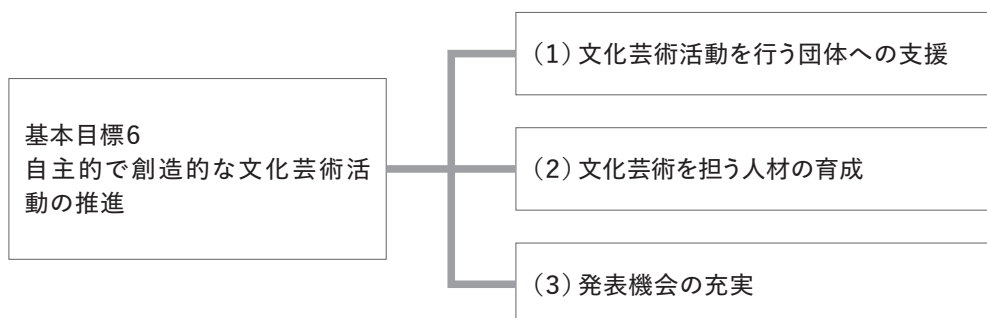 基本目標6
自主的で創造的な文化芸術活
動の推進
(1)文化芸術活動を行う団体への支援
(2)文化芸術を担う人材の育成
(3)発表機会の充実